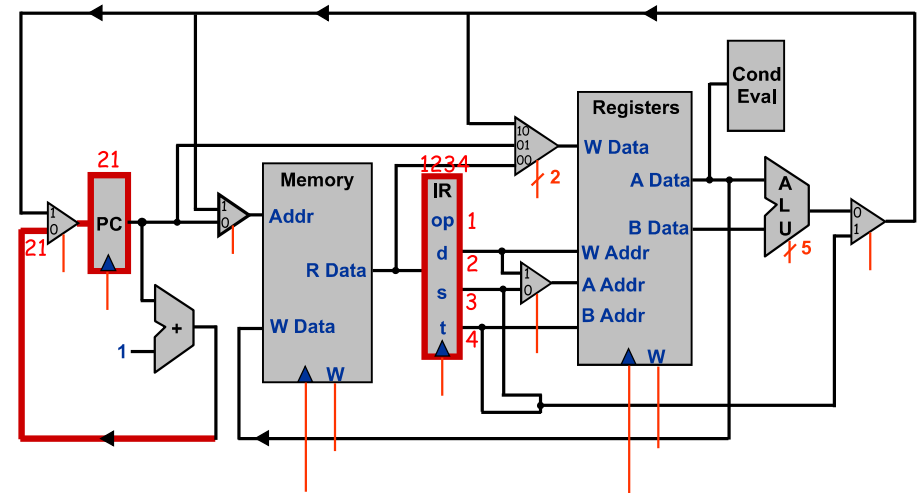 Cond
Eval
Registers
10
01
00
W Data
2
21
1234
Memory
IR
A Data
A
L
U
1
0
21
PC
1
0
Addr
op
1
d
2
R Data
s
3
t
4
B Data
W Addr
1
0
A Addr
B Addr
5
0
1
+
1
W Data
W
W